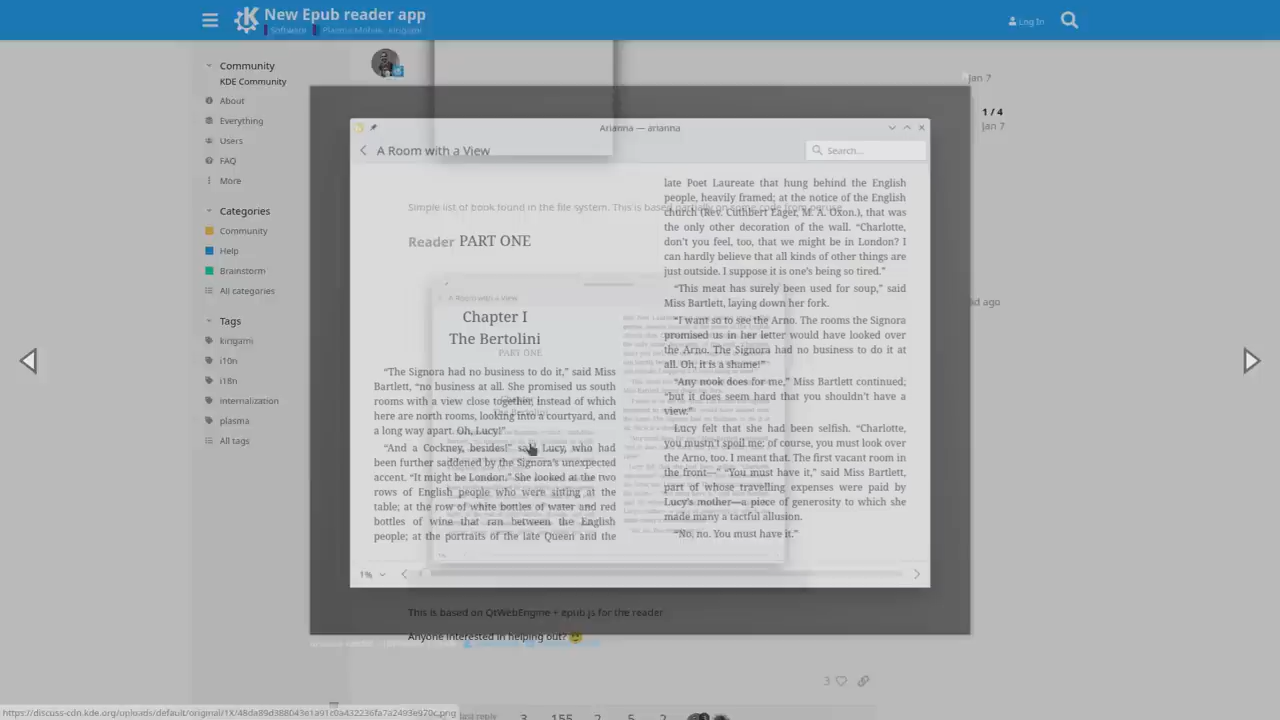 New Epub reader app
Software Plasma Mobile kirigami
Log In
Community
KDE Community
About
Everything
Users
FAQ
More
Categories
Community
Help
Brainstorm
All categories
Tags
kirigami
i10n
i18n
internalization
plasma
All tags
Jan 7
1 / 4
Jan 7
ago
Arianna — arianna
A Room with a View
Search...
Simple list of book found in the file system. This is based partially on some code from peruse
Reader
PART ONE
A Room with a View
Chapter I
The Bertolini
PART ONE
“The Signora had no business to do it,” said Miss
Bartlett, “no business at all. She promised us south
rooms with a view close together, instead of which
here are north rooms, looking into a courtyard, and
a long way apart. Oh, Lucy!”
“And a Cockney, besides!” said Lucy, who had
been further saddened by the Signora’s unexpected
accent. “It might be London.” She looked at the two
rows of English people who were sitting at the
table; at the row of white bottles of water and red
bottles of wine that ran between the English
people; at the portraits of the late Queen and the
late Poet Laureate that hung behind the English
people, heavily framed; at the notice of the English
church (Rev. Cuthbert Eager, M. A. Oxon.), that was
the only other decoration of the wall. “Charlotte,
don’t you feel, too, that we might be in London? I
can hardly believe that all kinds of other things are
just outside. I suppose it is one’s being so tired.”
“This meat has surely been used for soup,” said
Miss Bartlett, laying down her fork.
“I want so to see the Arno. The rooms the Signora
promised us in her letter would have looked over
the Arno. The Signora had no business to do it at
all. Oh, it is a shame!”
“Any nook does for me,” Miss Bartlett continued;
“but it does seem hard that you shouldn’t have a
view.”
Lucy felt that she had been selfish. “Charlotte,
you mustn’t spoil me: of course, you must look over
the Arno, too. I meant that. The first vacant room in
the front—” “You must have it,” said Miss Bartlett,
part of whose travelling expenses were paid by
Lucy’s mother—a piece of generosity to which she
made many a tactful allusion.
“No, no. You must have it.”
1%
This is based on QtWebEngine + epub.js for the reader
Anyone interested in helping out?
3
last reply
3 155 2 5 2
https://discuss-cdn.kde.org/uploads/default/original/1X/48da89d388043e1a91c0a432236fa7a2493e970c.png